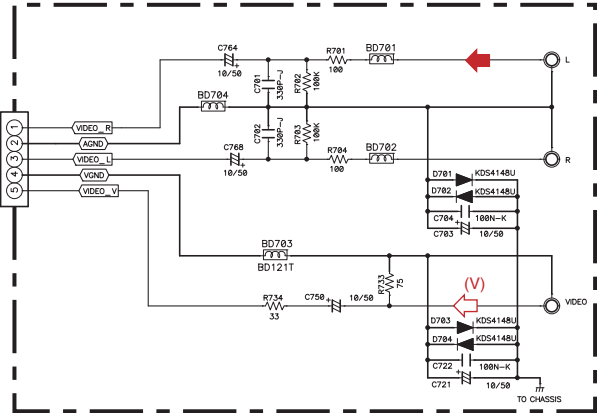 C764
10/50
R701
100
BD701
L
C701
330P-J
R702
100K
BD704
1
VIDEO_R
2
AGND
3
VIDEO_L
4
VGND
5
VIDEO_V
C702
330P-J
R703
100K
C768
10/50
R704
100
BD702
R
D701
KDS4148U
D702
KDS4148U
C704
100N-K
C703
10/50
BD703
BD121T
R733
75
R734
33
C750
10/50
(V)
VIDEO
D703
KDS4148U
D704
KDS4148U
C722
100N-K
C721
10/50
TO CHASSIS